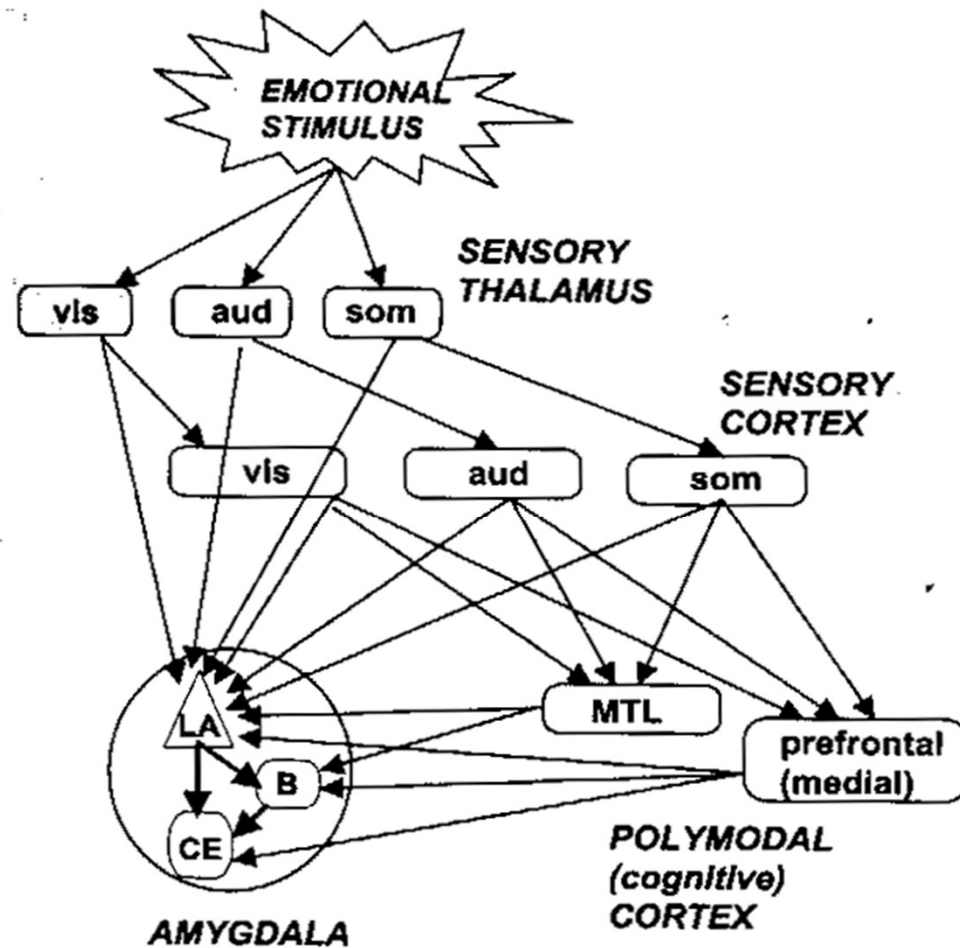 EMOTIONAL
STIMULUS
SENSORY
THALAMUS
vis
aud
som
SENSORY
CORTEX
vis
aud
som
MTL
LA
prefrontal
(medial)
B
CE
POLYMODAL
(cognitive)
CORTEX
AMYGDALA